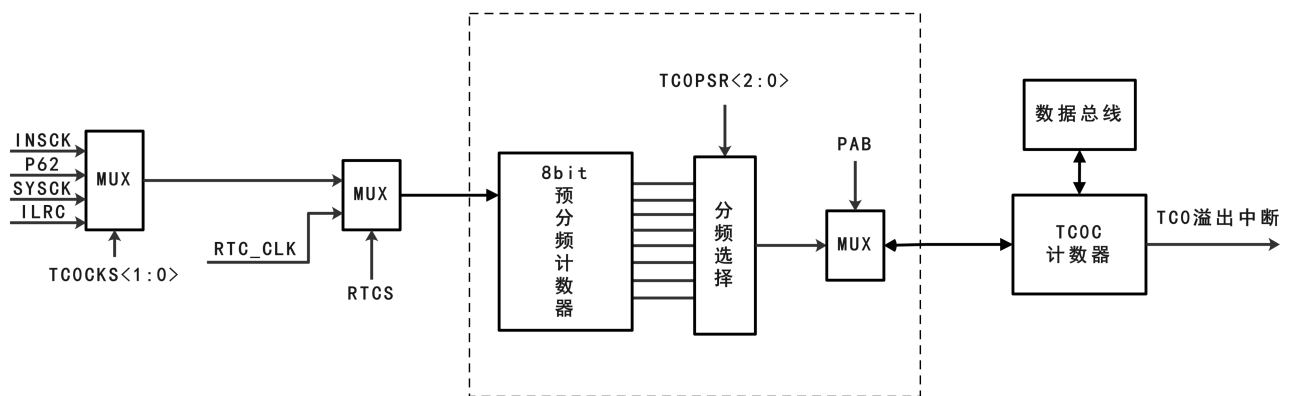 INSCK
P62
SYSCK
ILRC
MUX
TC0CKS<1:0>
RTC_CLK
MUX
RTCS
8bit
预
分
频
计
数
器
TC0PSR<2:0>
分
频
选
择
PAB
MUX
数据总线
TC0C
计数器
TC0溢出中断